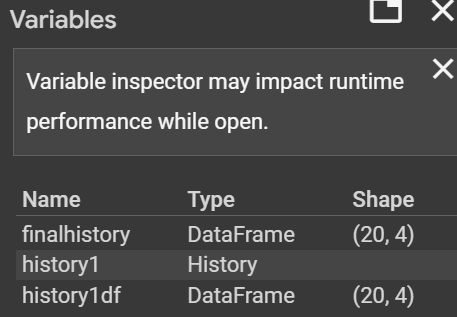 Variables
Variable inspector may impact runtime
performance while open.
Name Type Shape
finalhistory DataFrame (20, 4)
history1 History
history1df DataFrame (20, 4)